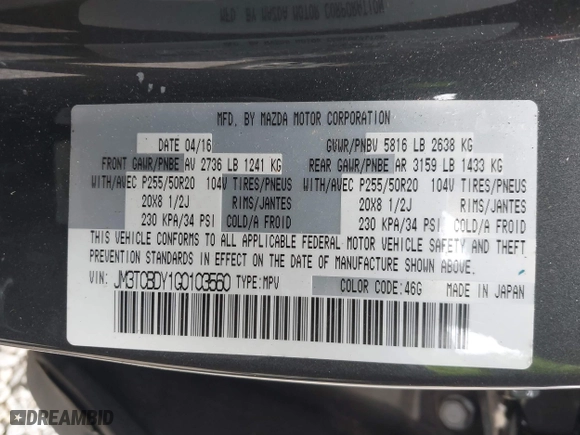 MFD. BY MAZDA MOTOR CORPORATION
DATE 04/16 GVWR/PNBV 5816 LB 2638 KG
FRONT GAWR/PNBE AV 2736 LB 1241 KG REAR GAWR/PNBE AR 3159 LB 1433 KG
WITH/AVEC P255/50R20 104V TIRES/PNEUS WITH/AVEC P255/50R20 104V TIRES/PNEUS
20X8 1/2J RIMS/JANTES 20X8 1/2J RIMS/JANTES
230 KPA/34 PSI COLD/A FROID 230 KPA/34 PSI COLD/A FROID
THIS VEHICLE CONFORMS TO ALL APPLICABLE FEDERAL MOTOR VEHICLE SAFETY AND THEFT
PREVENTION STANDARDS IN EFFECT ON THE DATE OF MANUFACTURE SHOWN ABOVE.
VIN: JM3TCBDY1G0103560 TYPE: MPV COLOR CODE: 46G MADE IN JAPAN
DREAMBID